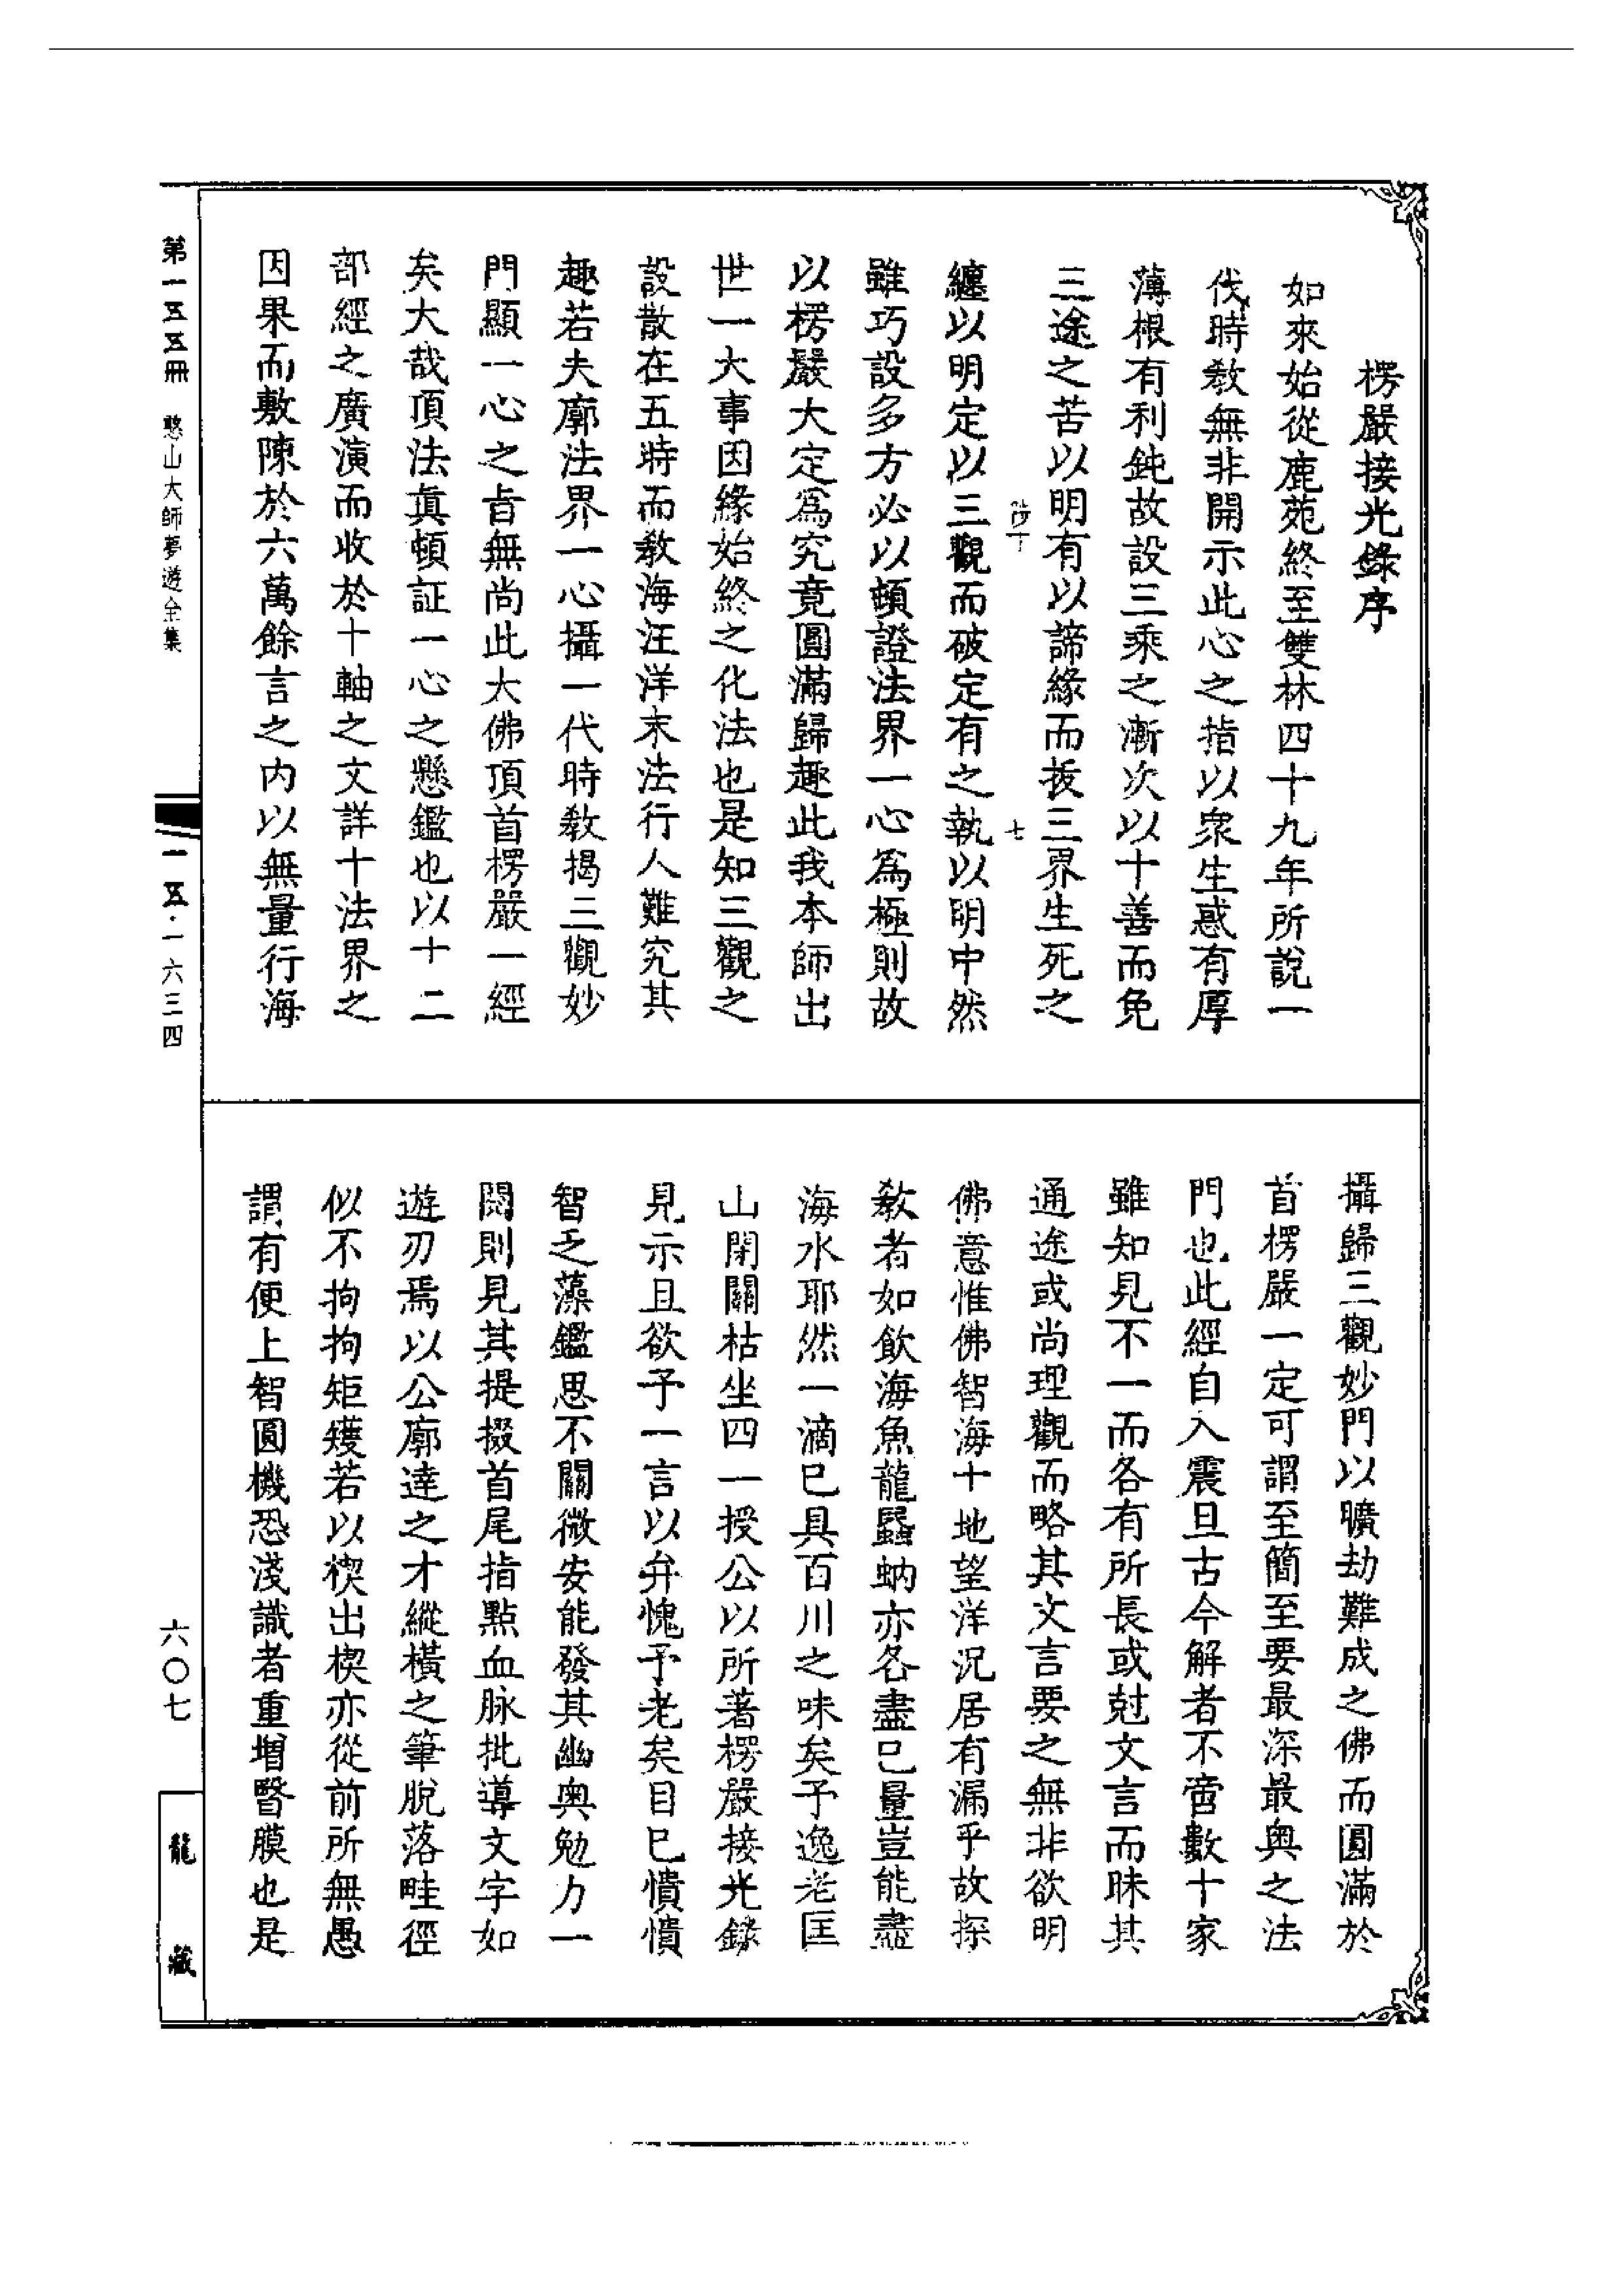 楞嚴接光錄序
如來始從鹿苑終至雙林四十九年所說一
代時教無非開示此心之指以衆生惑有厚
薄根有利鈍故設三乘之漸次以十善而免
三途之苦以明有以諦緣而拔三界生死之
纏以明定以三觀而破定有之執以明中然
雖巧設多方必以頓證法界一心為極則故
以楞嚴大定為究竟圓滿歸趣此我本師出
世一大事因緣始終之化法也是知三觀之
設散在五時而教海汪洋末法行人難究其
趣若夫廓法界一心攝一代時教揭三觀妙
門顯一心之旨無尚此大佛頂首楞嚴一經
矣大哉頂法真頓証一心之懸鑑也以十二
部經之廣演而收於十軸之文詳十法界之
因果而敷陳於六萬餘言之内以無量行海
攝歸三觀妙門以曠劫難成之佛而圓滿於
首楞嚴一定可謂至簡至要最深最奥之法
門也此經自入震旦古今解者不啻數十家
雖知見不一而各有所長或尅文言而昧其
通途或尚理觀而略其文言要之無非欲明
佛意惟佛智海十地望洋況居有漏乎故探
教者如飲海魚龍蟁蚋亦各盡已量豈能盡
海水耶然一滴已具百川之味矣予逸老匡
山閉關枯坐四一授公以所著楞嚴接光錄
見示且欲予一言以弁愧予老矣目已憒憒
智乏藻鑑思不關微安能發其幽奥勉力一
閱則見其提掇首尾指點血脉批導文字如
遊刃焉以公廓達之才縱橫之筆脫落畦徑
似不拘拘矩矱若以楔出楔亦從前所無愚
謂有便上智圓機恐淺識者重增瞖膜也是
七
第一五五冊
憨山大師夢遊全集
一五五·一六三四
六〇七
龍藏